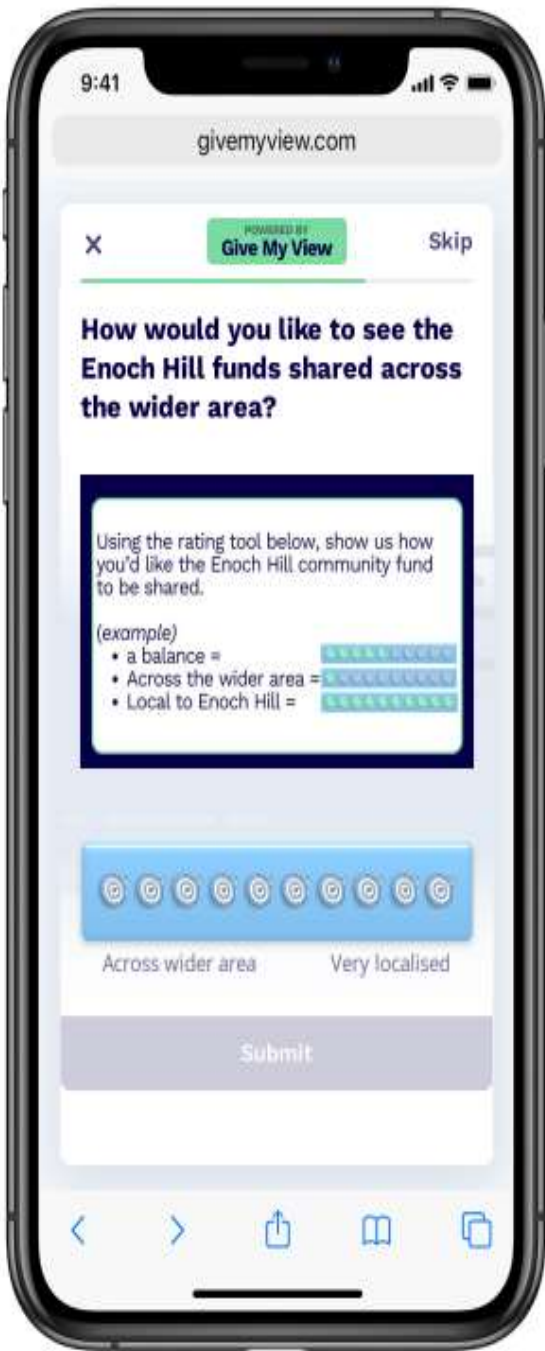 9:41
givemyview.com
POWERED BY
Give My View
Skip
How would you like to see the
Enoch Hill funds shared across
the wider area?
Using the rating tool below, show us how
you'd like the Enoch Hill community fund
to be shared.
(example)
• a balance =
• Across the wider area =
• Local to Enoch Hill =
Across wider area Very localised
Submit